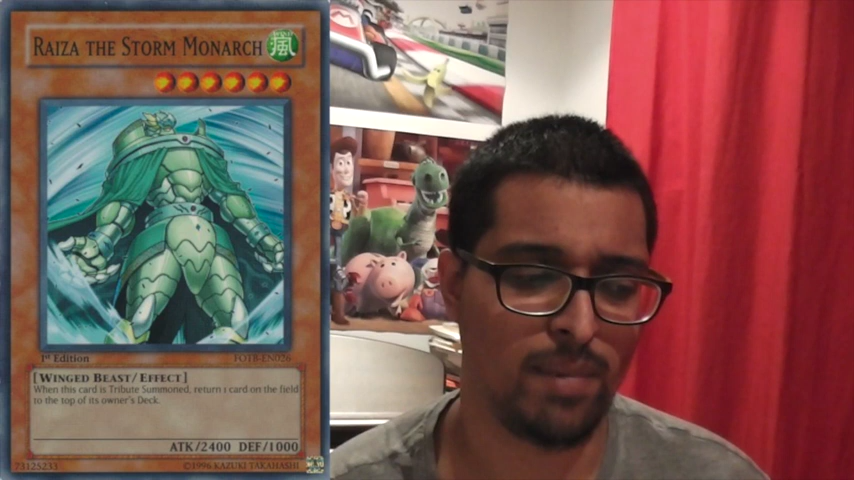 RAIZA THE STORM MONARCH
1st Edition FOTB-EN026
[WINGED BEAST/EFFECT]
When this card is Tribute Summoned, return 1 card on the field
to the top of its owner's Deck.
ATK/2400 DEF/1000
73125233 ©1996 KAZUKI TAKAHASHI